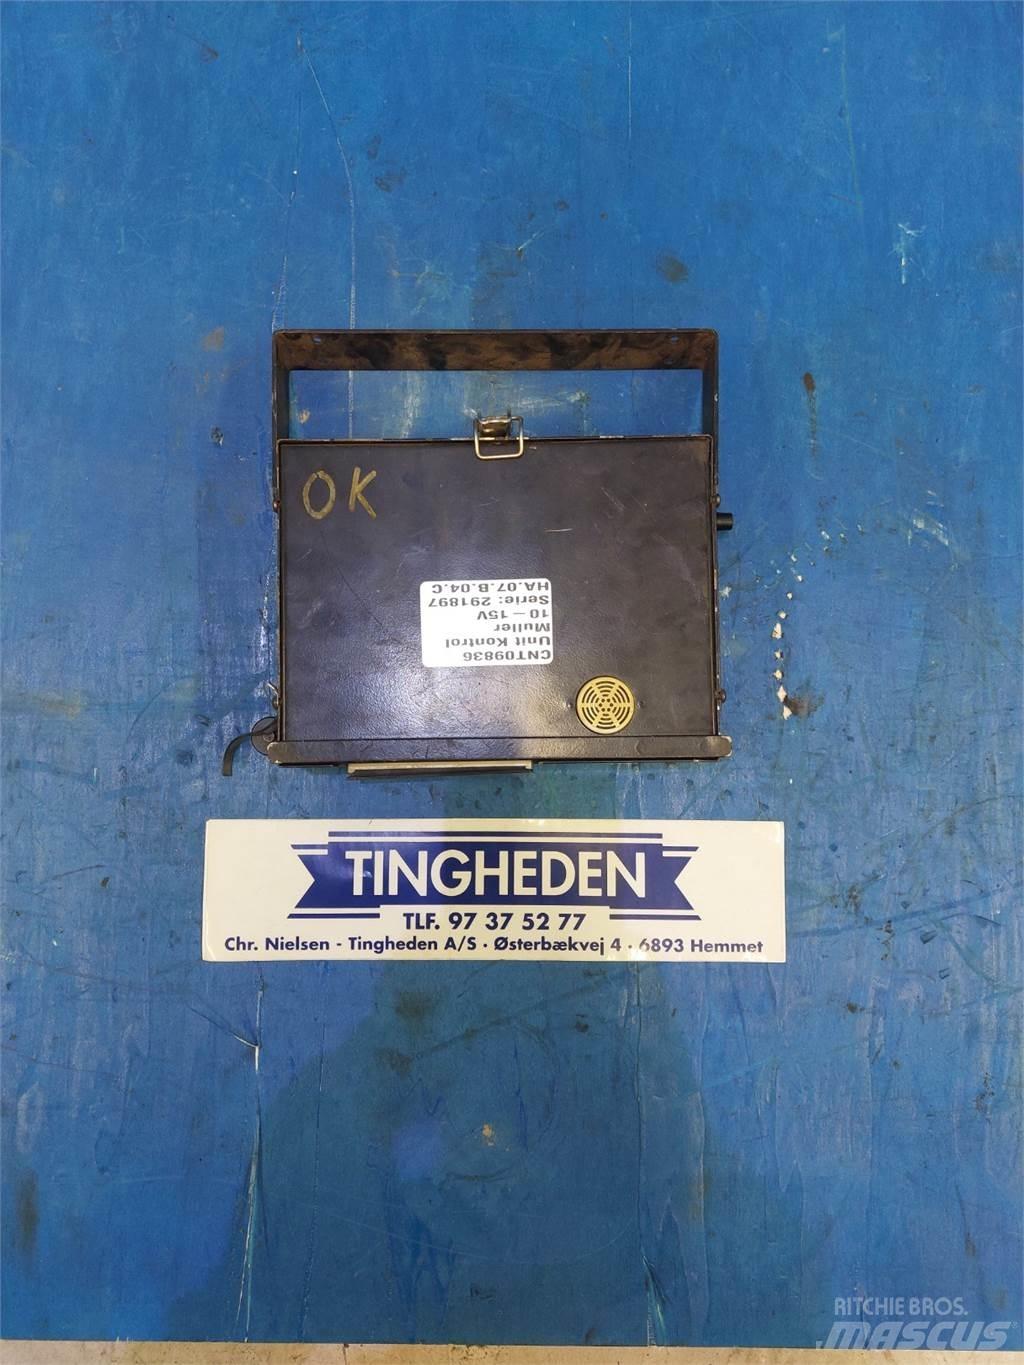 OK
CNT09836
Unit Kontrol
Muller
10 – 15V
Serie: 291897
HA.07.B.04.C
TINGHEDEN
TLF. 97 37 52 77
Chr. Nielsen - Tingheden A/S · Østerbækvej 4 · 6893 Hemmet
RITCHIE BROS.
MASCUS